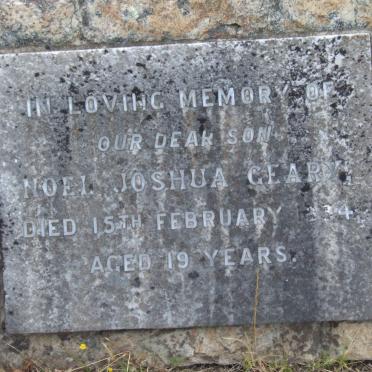 IN LOVING MEMORY OF
OUR DEAR SON
NOEL JOSHUA GEARY,
DIED 15TH FEBRUARY
AGED 19 YEARS.